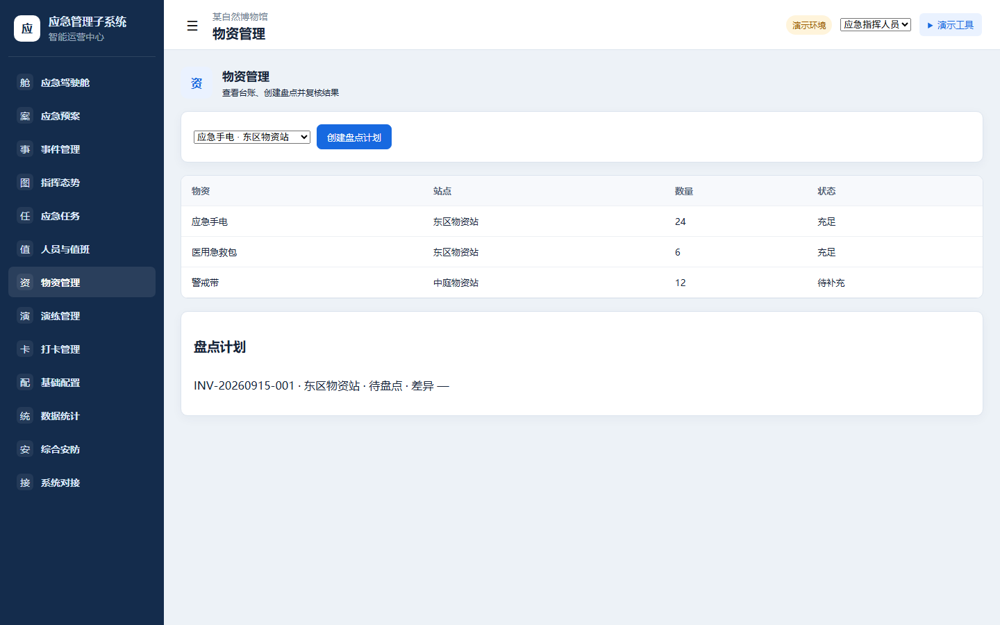 应
应急管理子系统
智能运营中心
舱 应急驾驶舱
案 应急预案
事 事件管理
图 指挥态势
任 应急任务
值 人员与值班
资 物资管理
演 演练管理
卡 打卡管理
配 基础配置
统 数据统计
安 综合安防
接 系统对接
☰
某自然博物馆
物资管理
演示环境
应急指挥人员
▸ 演示工具
资
物资管理
查看台账、创建盘点并复核结果
应急手电 · 东区物资站
创建盘点计划
物资 站点 数量 状态
应急手电 东区物资站 24 充足
医用急救包 东区物资站 6 充足
警戒带 中庭物资站 12 待补充
盘点计划
INV-20260915-001 · 东区物资站 · 待盘点 · 差异 —